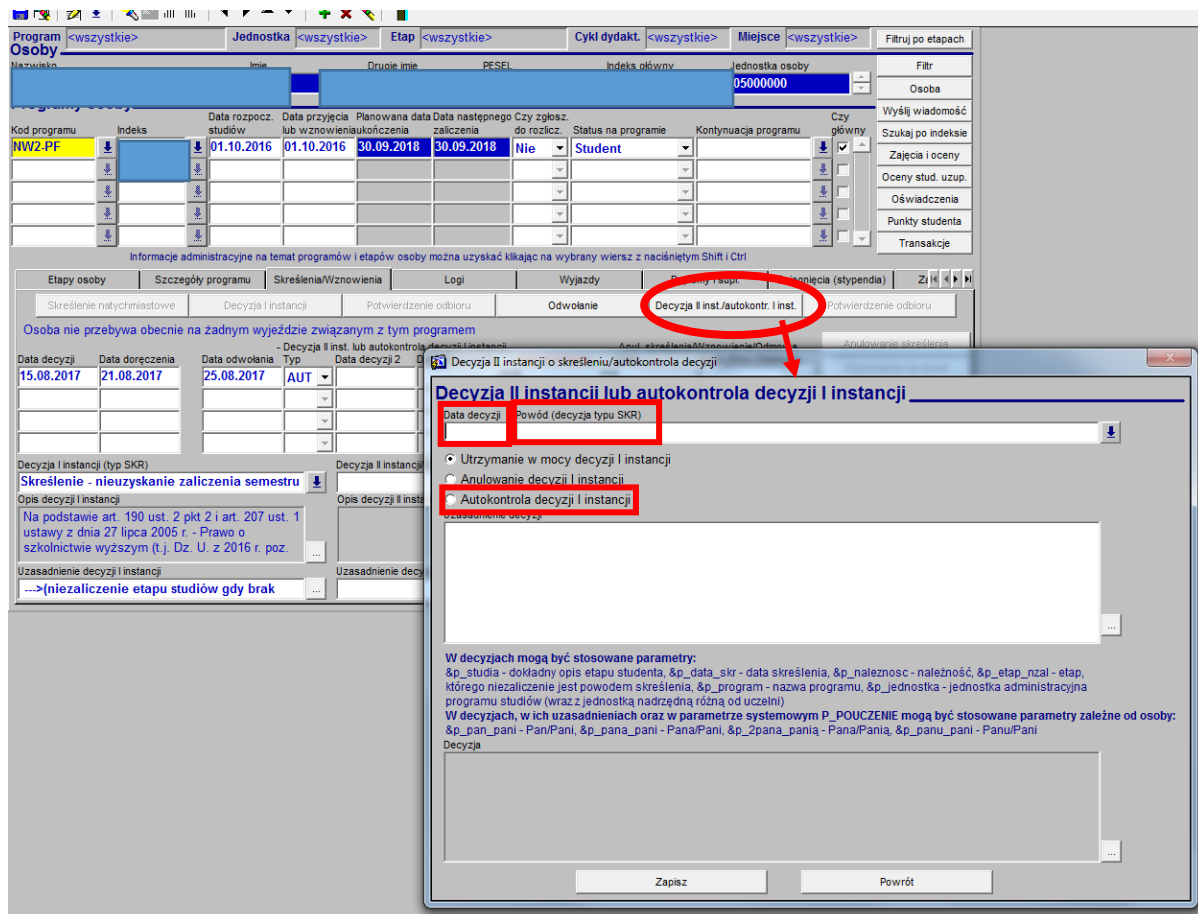 Program <wszystkie> Jednostka <wszystkie> Etap <wszystkie> Cykl dydakt. <wszystkie> Miejsce <wszystkie> Filtruj po etapach
Osoby
Nazwisko Imię Drugie imię PESEL Indeks główny Jednostka osoby Filtr
05000000 Osoba
Programy osoby
Wyślij wiadomość
Data rozpocz. Data przyjęcia Planowana data Data następnego Czy zgłosz. Czy
Kod programu Indeks studiów lub wznowienia ukończenia zaliczenia do rozlicz. Status na programie Kontynuacja programu główny Szukaj po indeksie
NW2-PF 01.10.2016 01.10.2016 30.09.2018 30.09.2018 Nie Student
Zajęcia i oceny
Oceny stud. uzup.
Oświadczenia
Punkty studenta
Transakcje
Informacje administracyjne na temat programów i etapów osoby można uzyskać klikając na wybrany wiersz z naciśniętym Shift i Ctrl
Etapy osoby Szczegóły programu Skreślenia/Wznowienia Logi Wyjazdy
Skreślenie natychmiastowe Decyzja I instancji Potwierdzenie odbioru Odwołanie Decyzja II inst./autokontr. I inst. Potwierdzenie odbioru
Osoba nie przebywa obecnie na żadnym wyjeździe związanym z tym programem
Anulowanie skreślenia
- Decyzja II inst. lub autokontrola decyzji I instancji
Data decyzji Data doręczenia Data odwołania Typ Data decyzji 2
15.08.2017 21.08.2017 25.08.2017 AUT
Decyzja I instancji (typ SKR) Decyzja II instancji
Skreślenie - nieuzyskanie zaliczenia semestru
Opis decyzji I instancji
Na podstawie art. 190 ust. 2 pkt 2 i art. 207 ust. 1
ustawy z dnia 27 lipca 2005 r. - Prawo o
szkolnictwie wyższym (t.j. Dz. U. z 2016 r. poz.
...
Uzasadnienie decyzji I instancji
--->(niezaliczenie etapu studiów gdy brak ...
Decyzja II instancji o skreśleniu/autokontrola decyzji X
Decyzja II instancji lub autokontrola decyzji I instancji
Data decyzji Powód (decyzja typu SKR)
Utrzymanie w mocy decyzji I instancji
Anulowanie decyzji I instancji
Autokontrola decyzji I instancji
Uzasadnienie decyzji
...
W decyzjach mogą być stosowane parametry:
&p_studia - dokładny opis etapu studenta, &p_data_skr - data skreślenia, &p_naleznosc - należność, &p_etap_nzal - etap,
którego niezaliczenie jest powodem skreślenia, &p_program - nazwa programu, &p_jednostka - jednostka administracyjna
programu studiów (wraz z jednostką nadrzędną różną od uczelni)
W decyzjach, w ich uzasadnieniach oraz w parametrze systemowym P_POUCZENIE mogą być stosowane parametry zależne od osoby:
&p_pan_pani - Pan/Pani, &p_pana_pani - Pana/Pani, &p_2pana_panią - Pana/Panią, &p_panu_pani - Panu/Pani
Decyzja
...
Zapisz Powrót